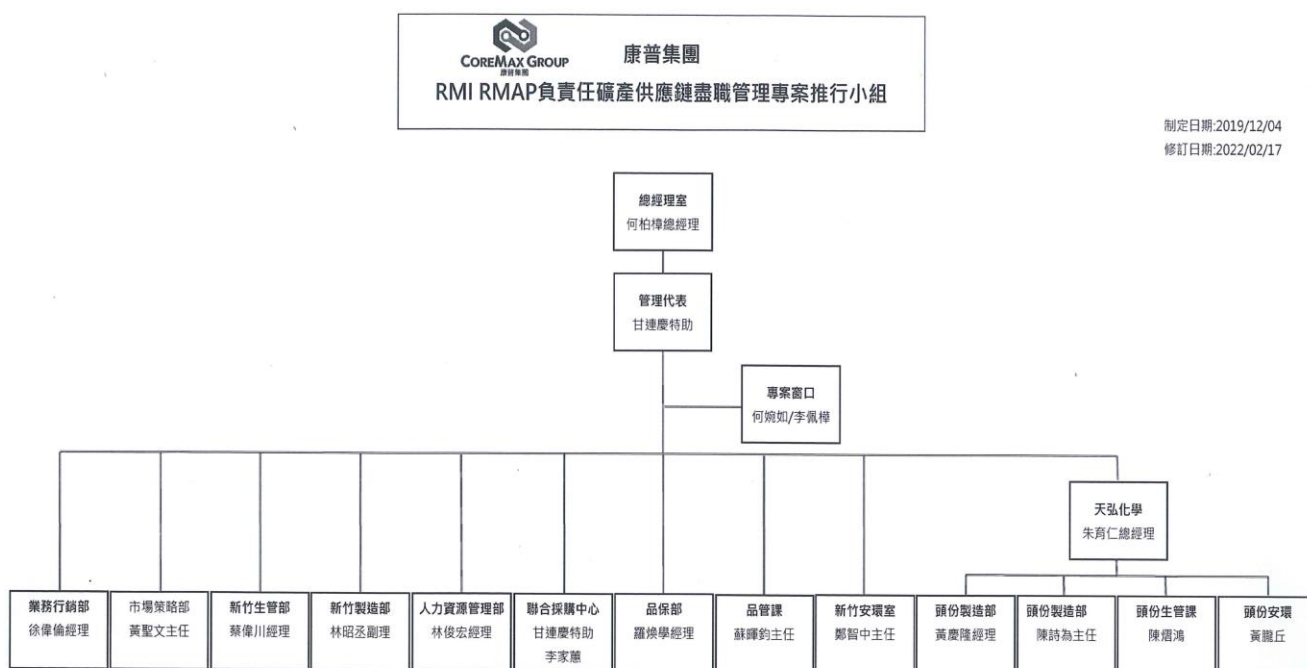 COREMAX GROUP
康普集團
康普集團
RMI RMAP負責任礦產供應鏈盡職管理專案推行小組
制定日期:2019/12/04
修訂日期:2022/02/17
總經理室
何柏樟總經理
管理代表
甘連慶特助
專案窗口
何婉如/李佩樺
天弘化學
朱育仁總經理
業務行銷部
徐偉倫經理
市場策略部
黃聖文主任
新竹生管部
蔡偉川經理
新竹製造部
林昭丞副理
人力資源管理部
林俊宏經理
聯合採購中心
甘連慶特助
李家蕙
品保部
羅煥學經理
品管課
蘇暉鈞主任
新竹安環室
鄭智中主任
頭份製造部
黃慶隆經理
頭份製造部
陳詩為主任
頭份生管課
陳熠鴻
頭份安環
黃隴丘